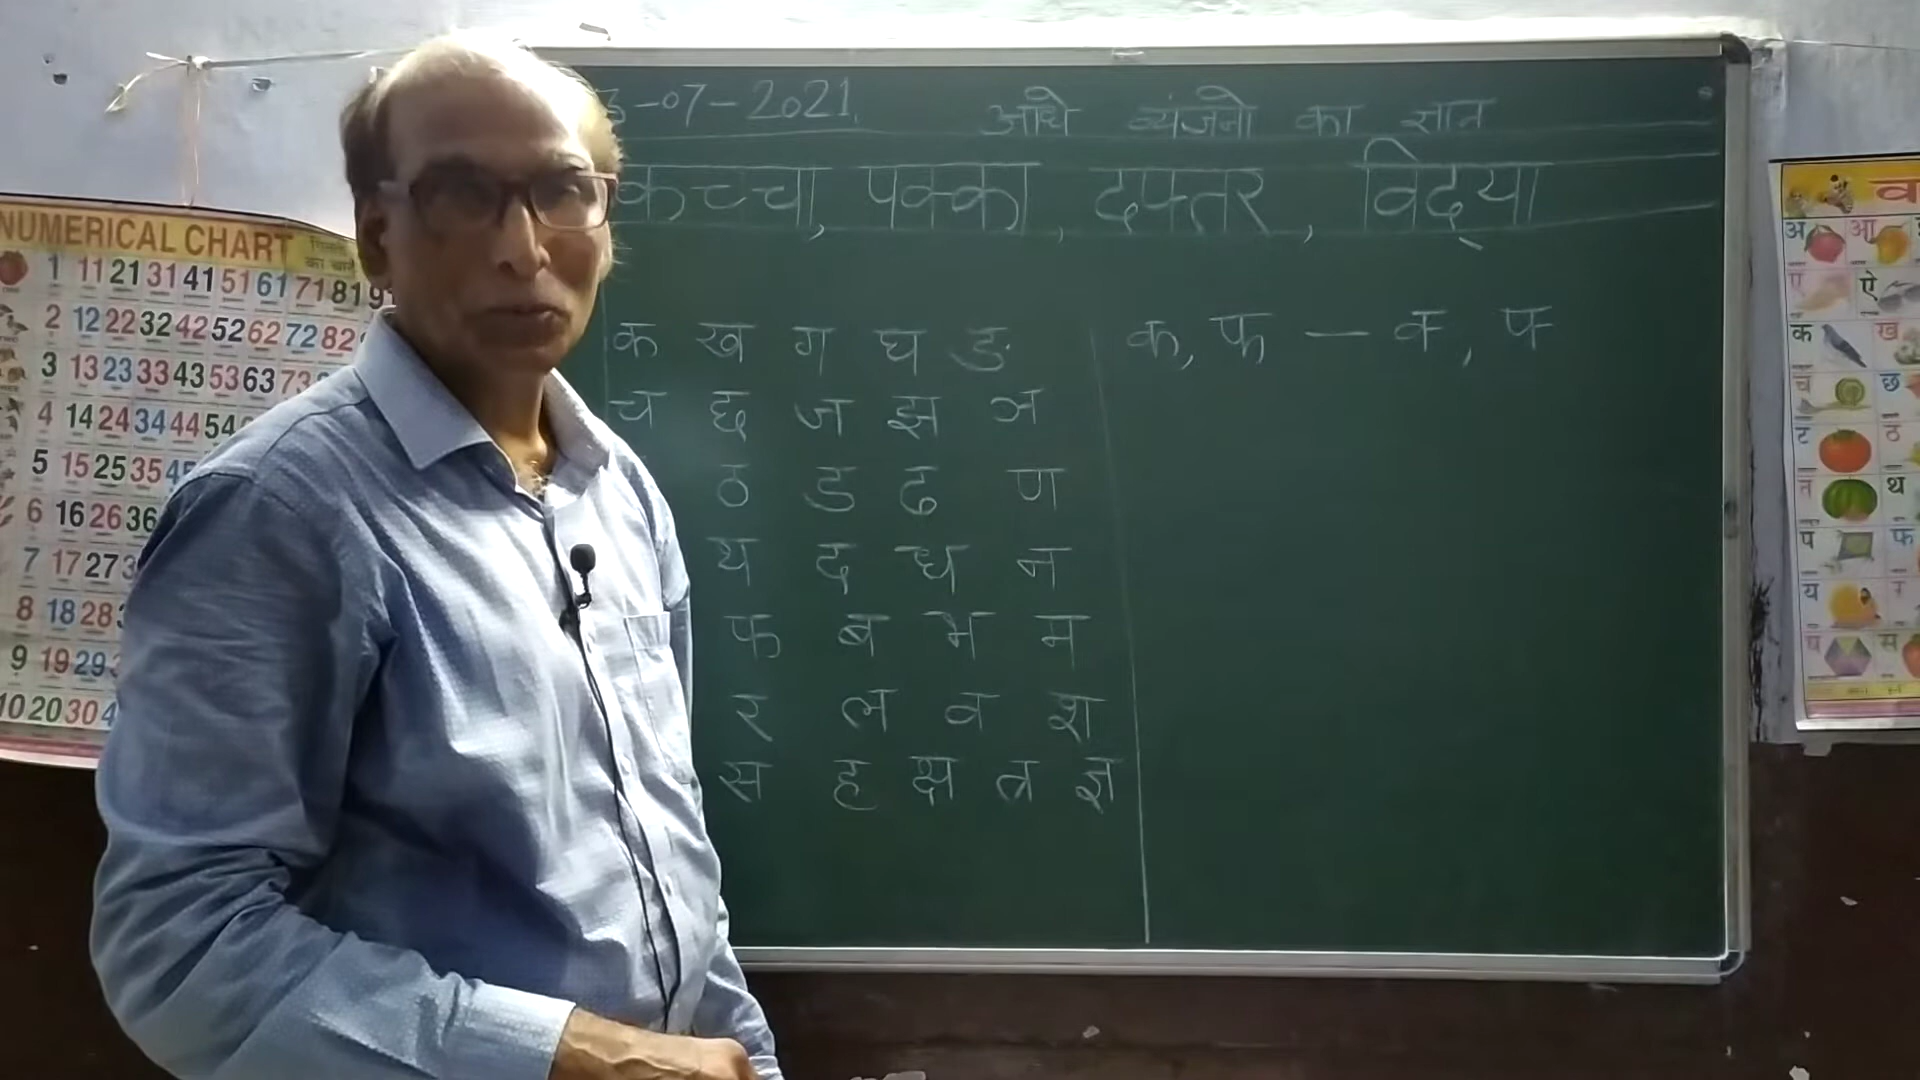 -07-2021 आधे व्यंजनो का ज्ञान
कच्चा, पक्का, दफ्तर, विद्या
क ख ग घ ङ
च छ ज झ ञ
ठ ड ढ ण
थ द ध न
फ ब भ म
र ल व श
स ह क्ष त्र ज्ञ
क, फ — क्‍, फ्‍
NUMERICAL CHART
1 11 21 31 41 51 61 71 81
2 12 22 32 42 52 62 72 82
3 13 23 33 43 53 63 73
4 14 24 34 44 54
5 15 25 35 45
6 16 26 36
7 17 27
8 18 28
9 19 29
10 20 30
अ आ
ए ऐ
क ख
च छ
ट ठ
त थ
प फ
य र
ष स